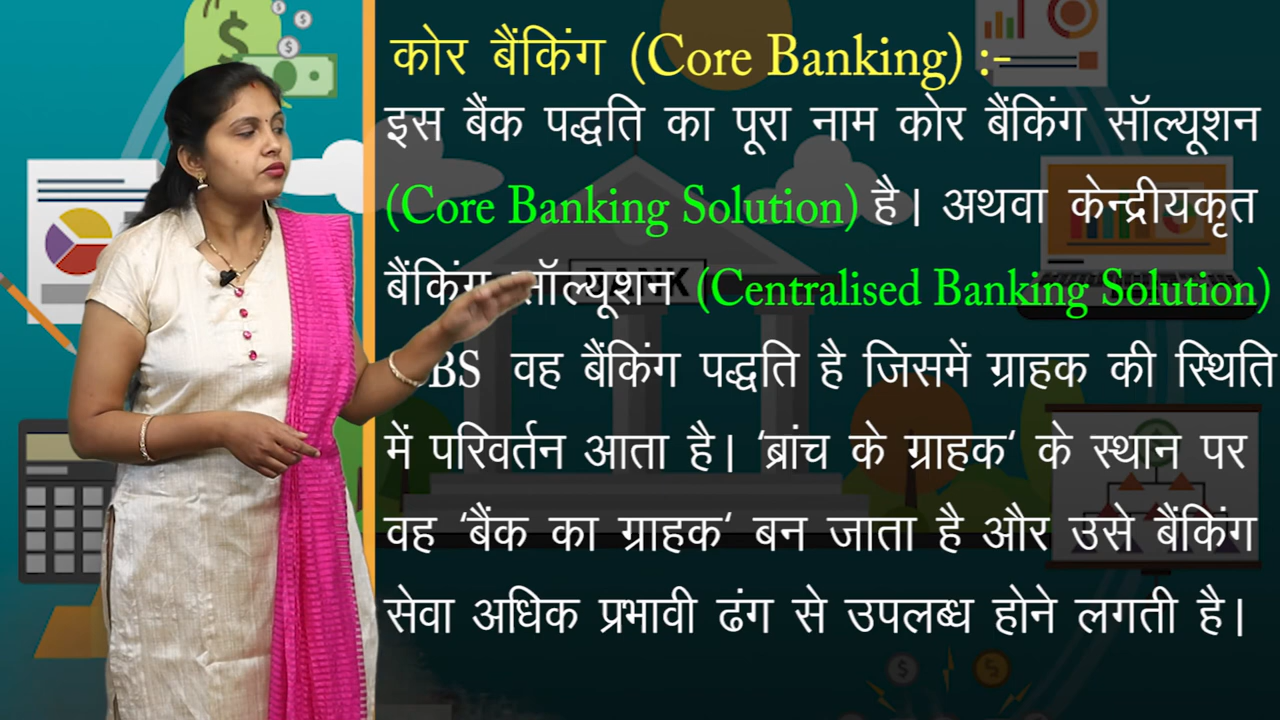 कोर बैंकिंग (Core Banking) :-
इस बैंक पद्धति का पूरा नाम कोर बैंकिंग सॉल्यूशन
(Core Banking Solution) है। अथवा केन्द्रीयकृत
बैंकिंग सॉल्यूशन (Centralised Banking Solution)
वह बैंकिंग पद्धति है जिसमें ग्राहक की स्थिति
में परिवर्तन आता है। ‘ब्रांच के ग्राहक‘ के स्थान पर
वह ‘बैंक का ग्राहक‘ बन जाता है और उसे बैंकिंग
सेवा अधिक प्रभावी ढंग से उपलब्ध होने लगती है।
BANK